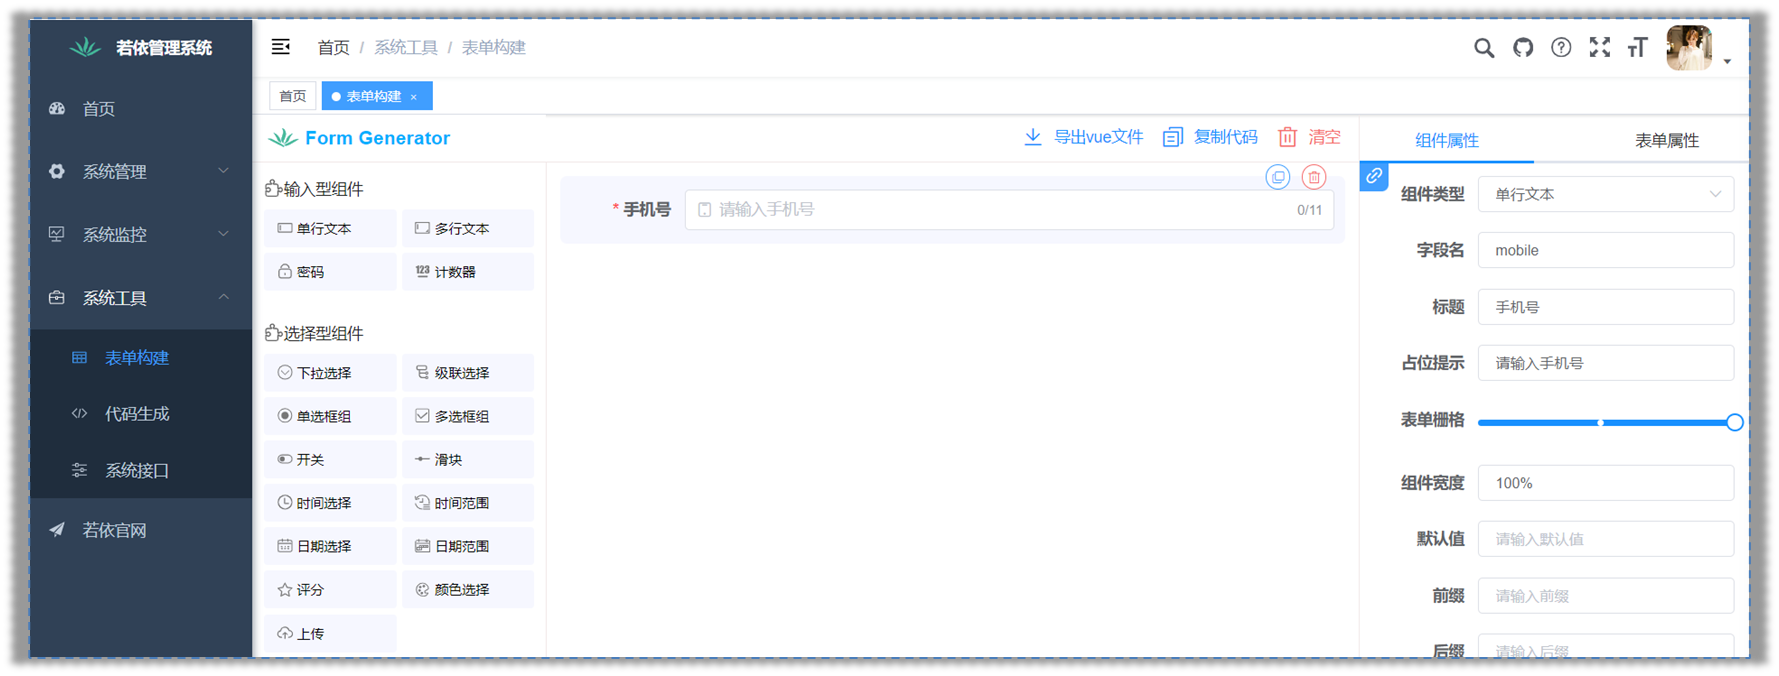 若依管理系统
首页
系统管理
系统监控
系统工具
表单构建
代码生成
系统接口
若依官网
首页 / 系统工具 / 表单构建
首页
表单构建 ×
Form Generator
导出vue文件 复制代码 清空
输入型组件
单行文本 多行文本
密码 123 计数器
选择型组件
下拉选择 级联选择
单选框组 多选框组
开关 滑块
时间选择 时间范围
日期选择 日期范围
评分 颜色选择
上传
* 手机号 请输入手机号 0/11
组件属性 表单属性
组件类型 单行文本
字段名 mobile
标题 手机号
占位提示 请输入手机号
表单栅格
组件宽度 100%
默认值 请输入默认值
前缀 请输入前缀
后缀 请输入后缀